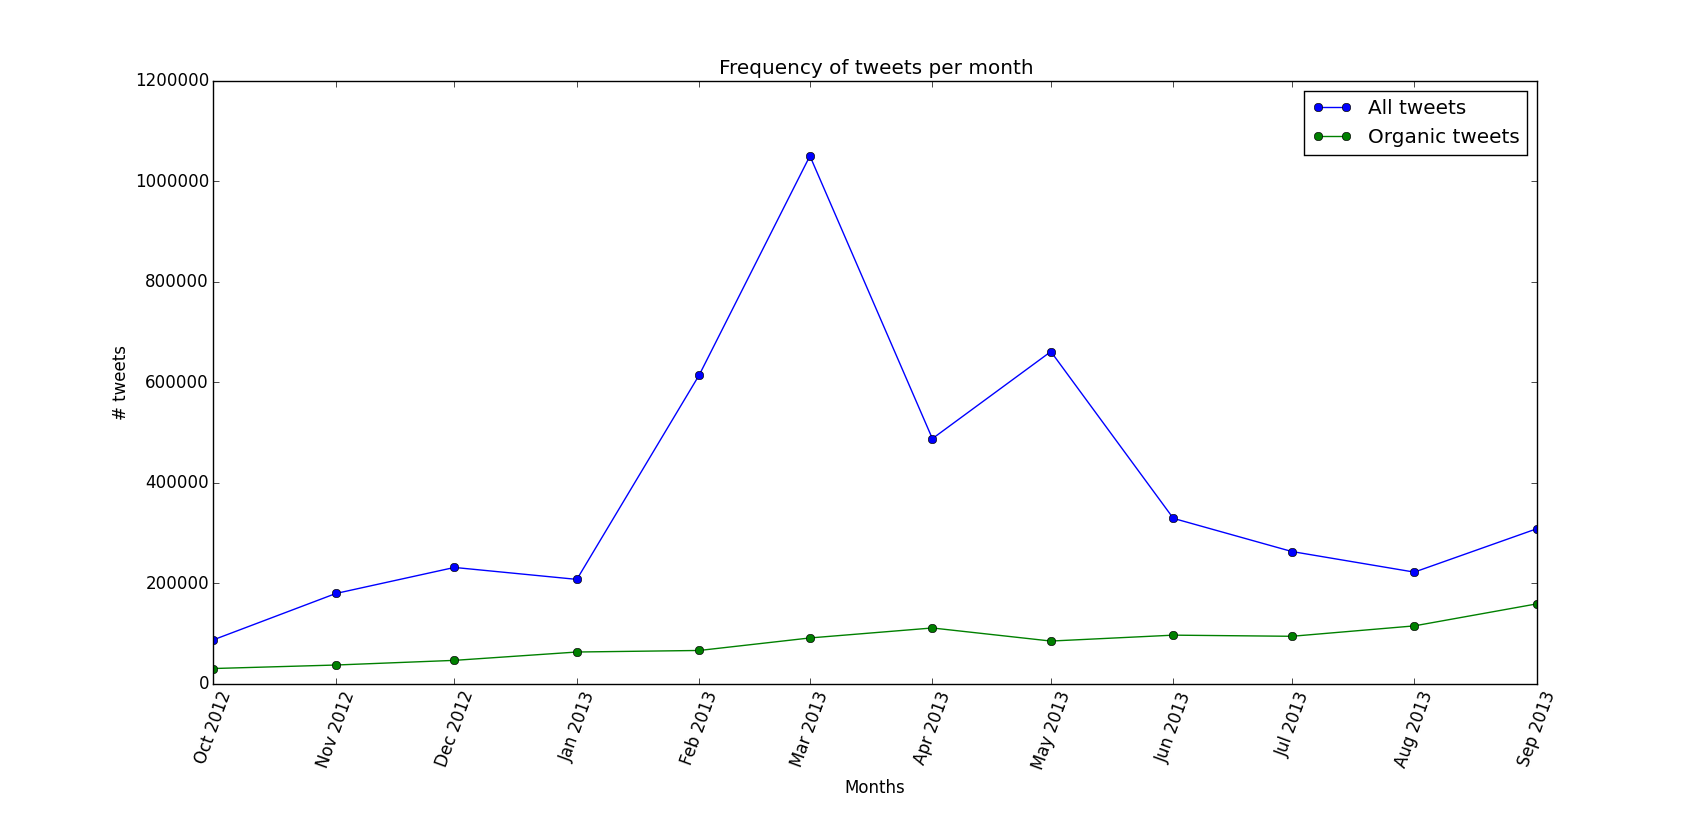 Frequency of tweets per month
1200000
1000000
800000
600000
400000
200000
0
# tweets
All tweets
Organic tweets
Oct 2012
Nov 2012
Dec 2012
Jan 2013
Feb 2013
Mar 2013
Apr 2013
May 2013
Jun 2013
Jul 2013
Aug 2013
Sep 2013
Months